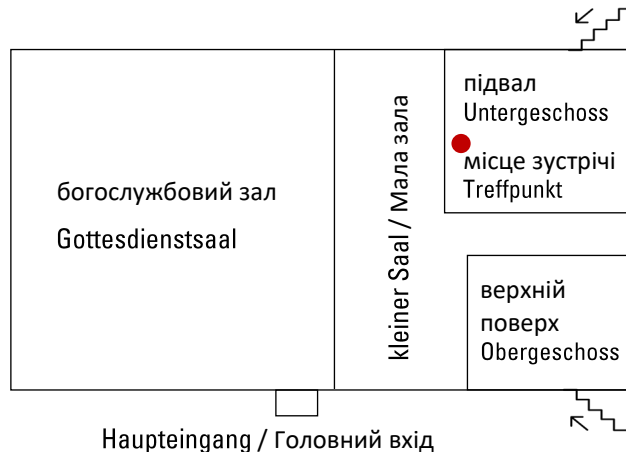 підвал
Untergeschoss
місце зустрічі
Treffpunkt
богослужбовий зал
Gottesdienstsaal
kleiner Saal / Мала зала
верхній
поверх
Obergeschoss
Haupteingang / Головний вхід